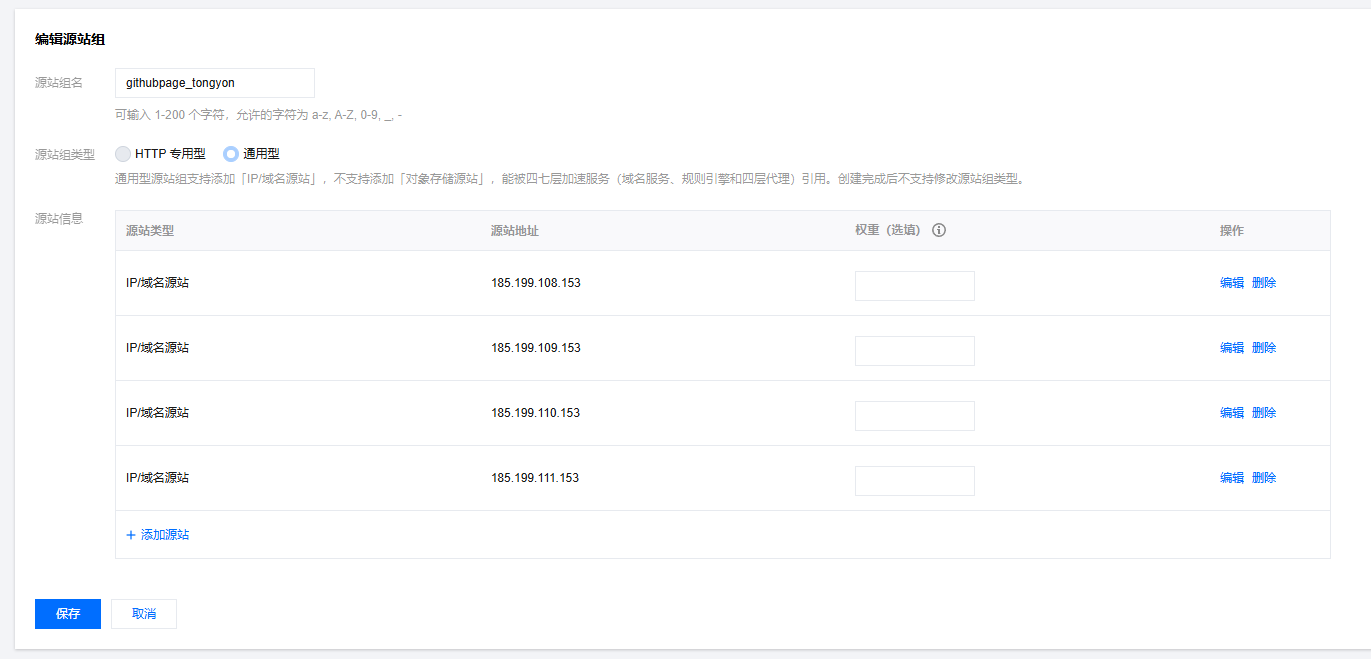 编辑源站组
源站组名 githubpage_tongyon
可输入 1-200 个字符，允许的字符为 a-z, A-Z, 0-9, _, -
源站组类型 HTTP 专用型 通用型
通用型源站组支持添加「IP/域名源站」，不支持添加「对象存储源站」，能被四七层加速服务（域名服务、规则引擎和四层代理）引用。创建完成后不支持修改源站组类型。
源站信息
源站类型 源站地址 权重（选填） 操作
IP/域名源站 185.199.108.153 编辑 删除
IP/域名源站 185.199.109.153 编辑 删除
IP/域名源站 185.199.110.153 编辑 删除
IP/域名源站 185.199.111.153 编辑 删除
+ 添加源站
保存 取消